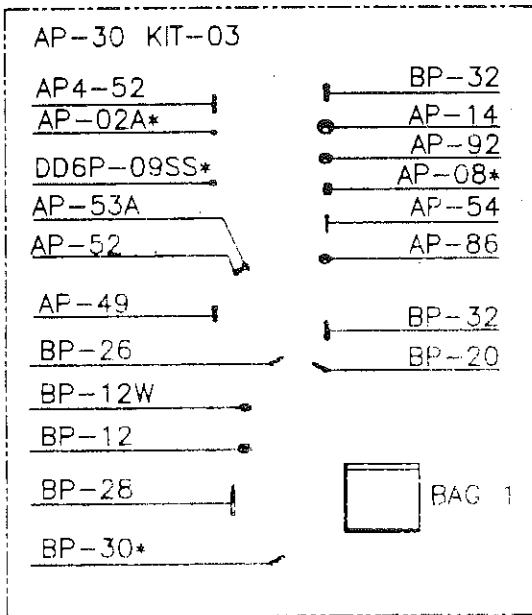 AP-30 KIT-03
AP4-52
AP-02A*
DD6P-09SS*
AP-53A
AP-52
AP-49
BP-26
BP-12W
BP-12
BP-28
BP-30*
BP-32
AP-14
AP-92
AP-08*
AP-54
AP-86
BP-32
BP-20
BAG 1